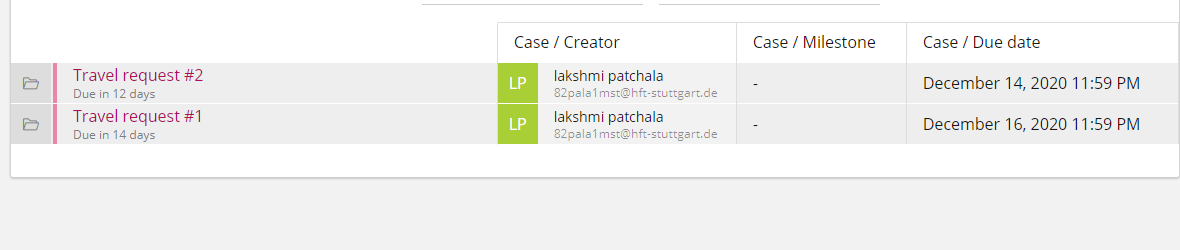 Case / Creator
Case / Milestone
Case / Due date
Travel request #2
Due in 12 days
LP
lakshmi patchala
82pala1mst@hft-stuttgart.de
-
December 14, 2020 11:59 PM
Travel request #1
Due in 14 days
LP
lakshmi patchala
82pala1mst@hft-stuttgart.de
-
December 16, 2020 11:59 PM